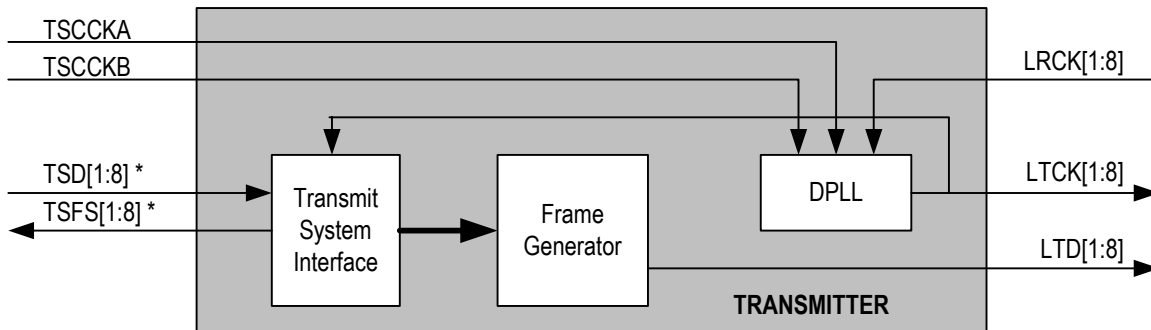 TSCCKA
TSCCKB
LRCK[1:8]
TSD[1:8] *
TSFS[1:8] *
Transmit
System
Interface
Frame
Generator
DPLL
LTCK[1:8]
LTD[1:8]
TRANSMITTER